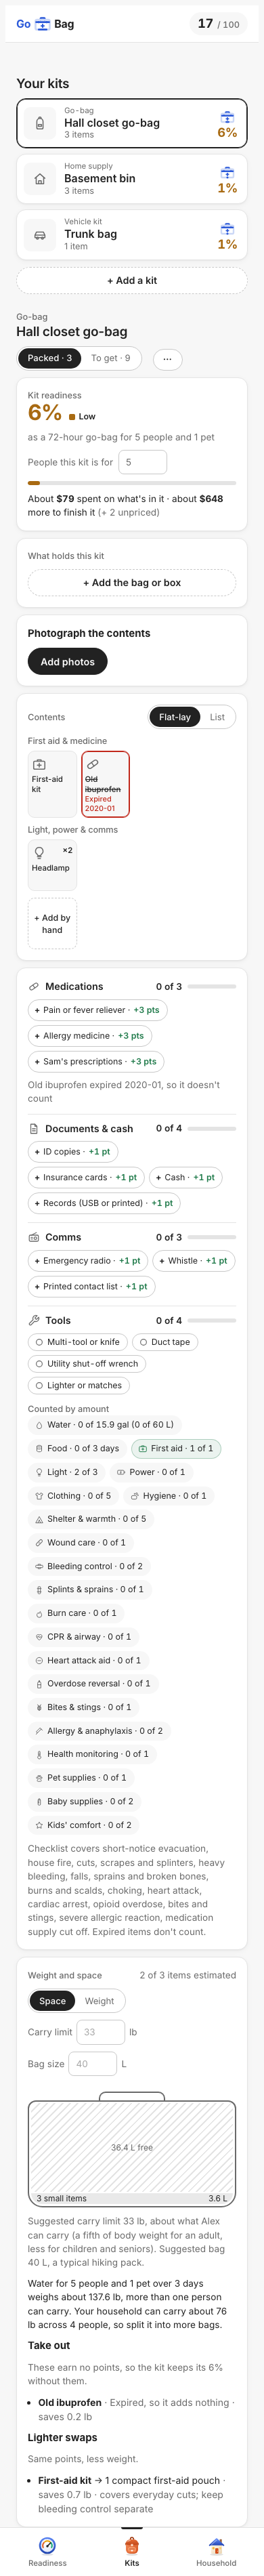 Go Bag
17 / 100
Your kits
Go-bag
Hall closet go-bag
3 items
6%
Home supply
Basement bin
3 items
1%
Vehicle kit
Trunk bag
1 item
1%
+ Add a kit
Go-bag
Hall closet go-bag
Packed · 3
To get · 9
···
Kit readiness
6% Low
as a 72-hour go-bag for 5 people and 1 pet
People this kit is for 5
About $79 spent on what's in it · about $648
more to finish it (+ 2 unpriced)
What holds this kit
+ Add the bag or box
Photograph the contents
Add photos
Contents
Flat-lay
List
First aid & medicine
First-aid
kit
Old
ibuprofen
Expired
2020-01
Light, power & comms
×2
Headlamp
+ Add by
hand
Medications 0 of 3
+ Pain or fever reliever · +3 pts
+ Allergy medicine · +3 pts
+ Sam's prescriptions · +3 pts
Old ibuprofen expired 2020-01, so it doesn't
count
Documents & cash 0 of 4
+ ID copies · +1 pt
+ Insurance cards · +1 pt
+ Cash · +1 pt
+ Records (USB or printed) · +1 pt
Comms 0 of 3
+ Emergency radio · +1 pt
+ Whistle · +1 pt
+ Printed contact list · +1 pt
Tools 0 of 4
Multi-tool or knife
Duct tape
Utility shut-off wrench
Lighter or matches
Counted by amount
Water · 0 of 15.9 gal (0 of 60 L)
Food · 0 of 3 days
First aid · 1 of 1
Light · 2 of 3
Power · 0 of 1
Clothing · 0 of 5
Hygiene · 0 of 1
Shelter & warmth · 0 of 5
Wound care · 0 of 1
Bleeding control · 0 of 2
Splints & sprains · 0 of 1
Burn care · 0 of 1
CPR & airway · 0 of 1
Heart attack aid · 0 of 1
Overdose reversal · 0 of 1
Bites & stings · 0 of 1
Allergy & anaphylaxis · 0 of 2
Health monitoring · 0 of 1
Pet supplies · 0 of 1
Baby supplies · 0 of 2
Kids' comfort · 0 of 2
Checklist covers short-notice evacuation,
house fire, cuts, scrapes and splinters, heavy
bleeding, falls, sprains and broken bones,
burns and scalds, choking, heart attack,
cardiac arrest, opioid overdose, bites and
stings, severe allergic reaction, medication
supply cut off. Expired items don't count.
Weight and space
2 of 3 items estimated
Space
Weight
Carry limit 33 lb
Bag size 40 L
36.4 L free
3 small items
3.6 L
Suggested carry limit 33 lb, about what Alex
can carry (a fifth of body weight for an adult,
less for children and seniors). Suggested bag
40 L, a typical hiking pack.
Water for 5 people and 1 pet over 3 days
weighs about 137.6 lb, more than one person
can carry. Your household can carry about 76
lb across 4 people, so split it into more bags.
Take out
These earn no points, so the kit keeps its 6%
without them.
• Old ibuprofen · Expired, so it adds nothing ·
saves 0.2 lb
Lighter swaps
Same points, less weight.
• First-aid kit → 1 compact first-aid pouch ·
saves 0.7 lb · covers everyday cuts; keep
bleeding control separate
Readiness
Kits
Household